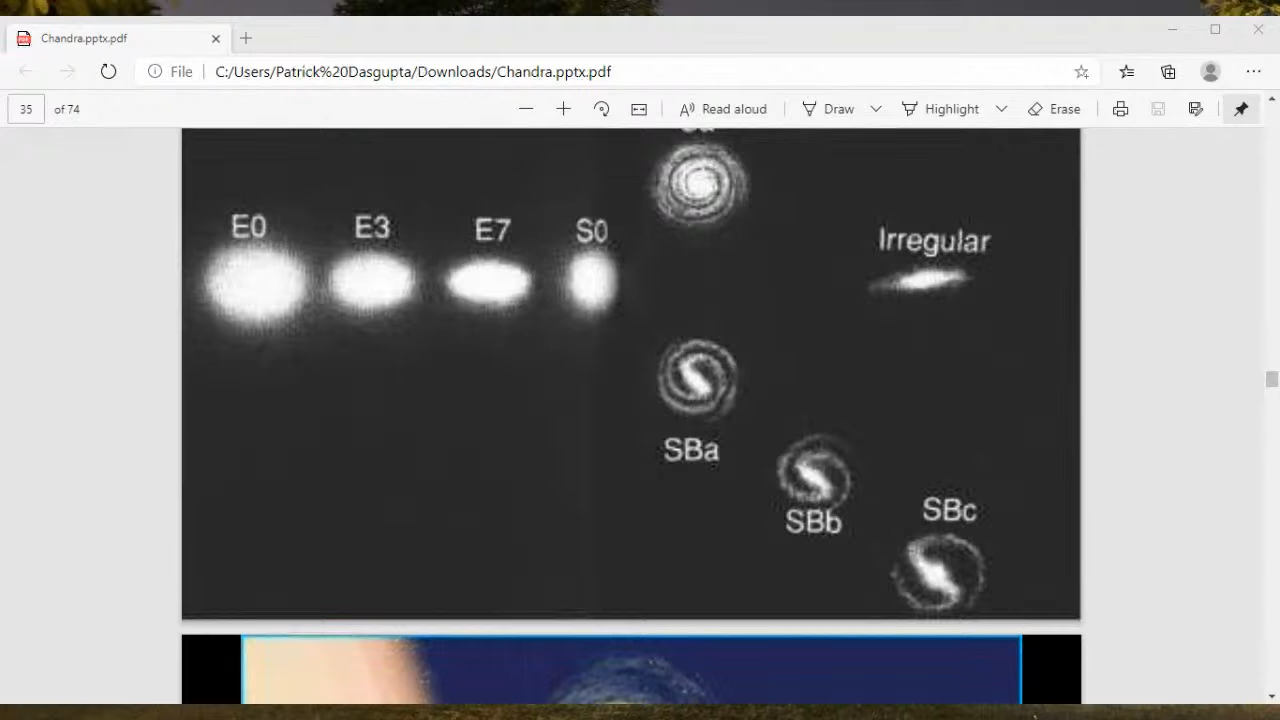 Chandra.pptx.pdf
File C:/Users/Patrick%20Dasgupta/Downloads/Chandra.pptx.pdf
35 of 74 Read aloud Draw Highlight Erase
E0 E3 E7 S0 Irregular
SBa
SBb
SBc